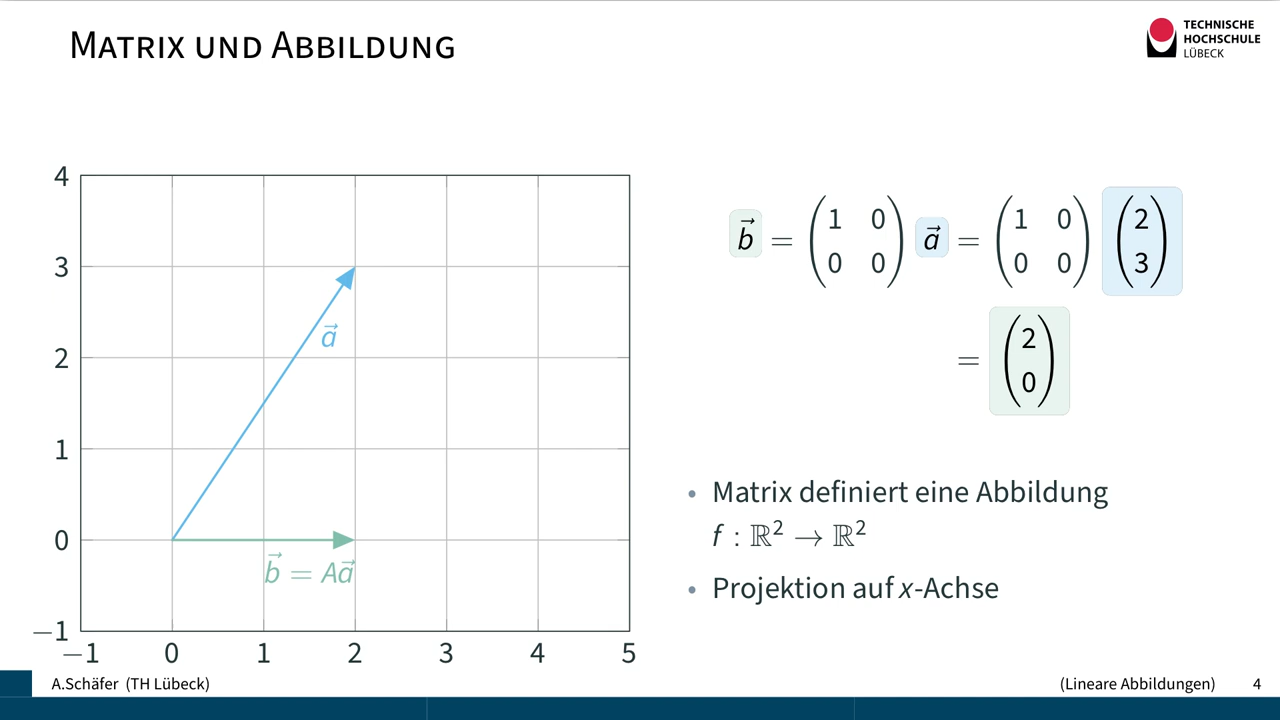 MATRIX UND ABBILDUNG
TECHNISCHE
HOCHSCHULE
LÜBECK
4
3
2
1
0
−1
−1 0 1 2 3 4 5
a⃗
b⃗ = Aa⃗
b⃗ = (1 0; 0 0) a⃗ = (1 0; 0 0) (2; 3)
= (2; 0)
• Matrix definiert eine Abbildung
f : ℝ² → ℝ²
• Projektion auf x-Achse
A.Schäfer (TH Lübeck)
(Lineare Abbildungen) 4